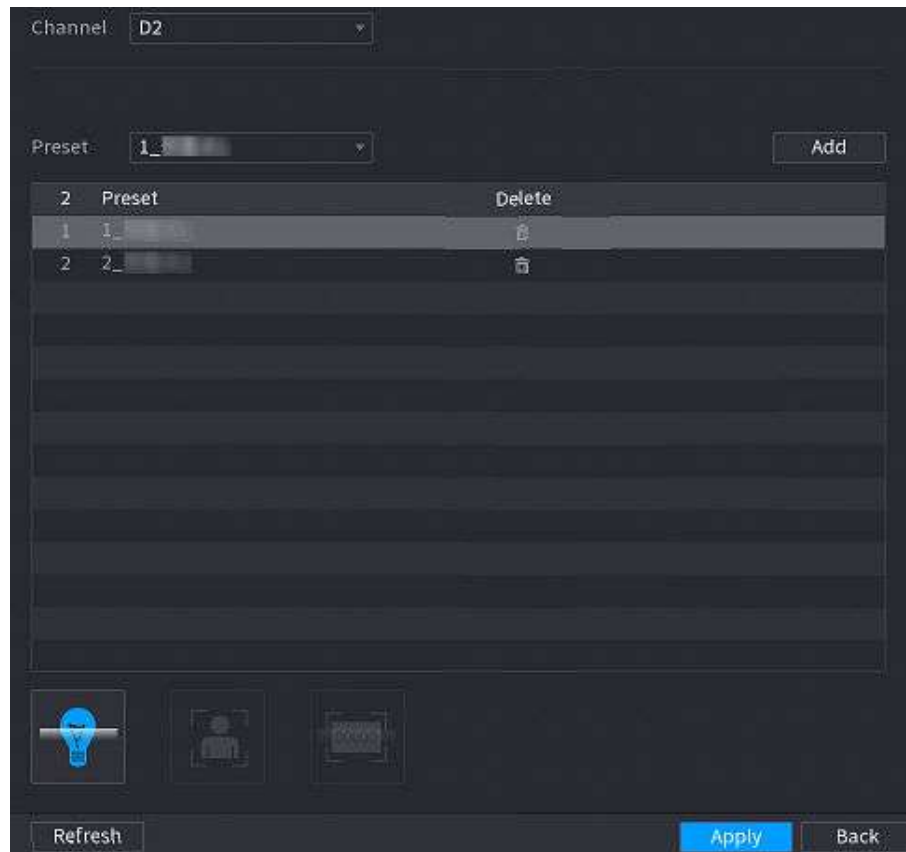 Channel D2
Preset 1_
Add
2 Preset Delete
1 1_
2 2_
Refresh Apply Back